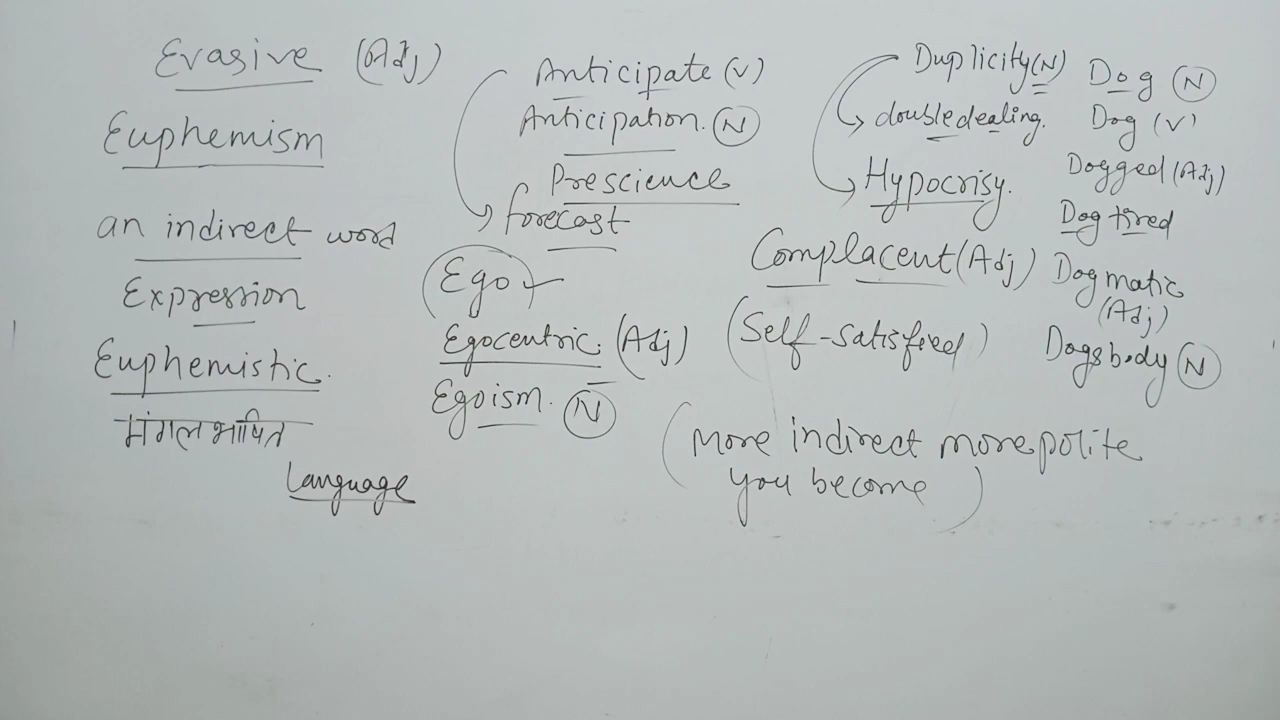 Evasive (Adj)
Euphemism
an indirect word
Expression
Euphemistic.
मंगलभाषित
Language
Anticipate (V)
Anticipation. (N)
Prescience
forecast
Ego
Egocentric. (Adj)
Egoism. (N)
Duplicity (N)
doubledealing.
Hypocrisy.
Complacent (Adj)
(Self-satisfied)
(More indirect more polite
you become)
Dog (N)
Dog (V)
Dogged (Adj)
Dog tired
Dogmatic
(Adj)
Dogsbody (N)